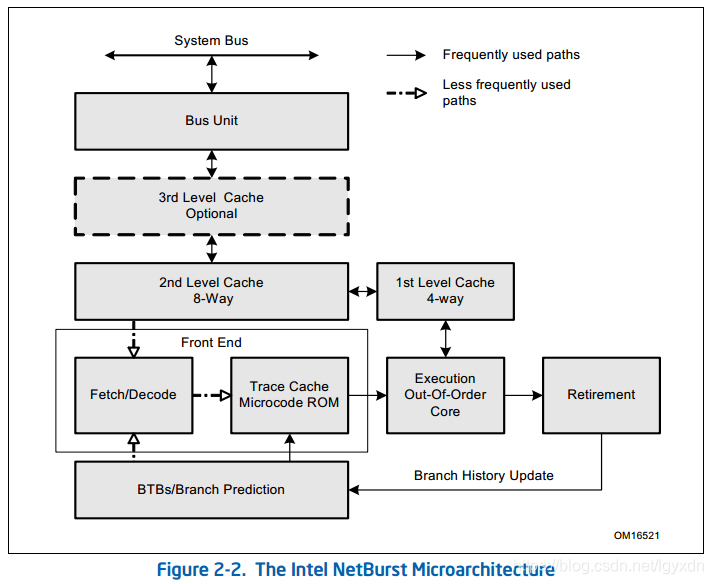 System Bus
Frequently used paths
Less frequently used
paths
Bus Unit
3rd Level Cache
Optional
2nd Level Cache
8-Way
1st Level Cache
4-way
Front End
Fetch/Decode
Trace Cache
Microcode ROM
Execution
Out-Of-Order
Core
Retirement
Branch History Update
BTBs/Branch Prediction
OM16521
Figure 2-2. The Intel NetBurst Microarchitecture
blog.csdn.net/lgyxdn